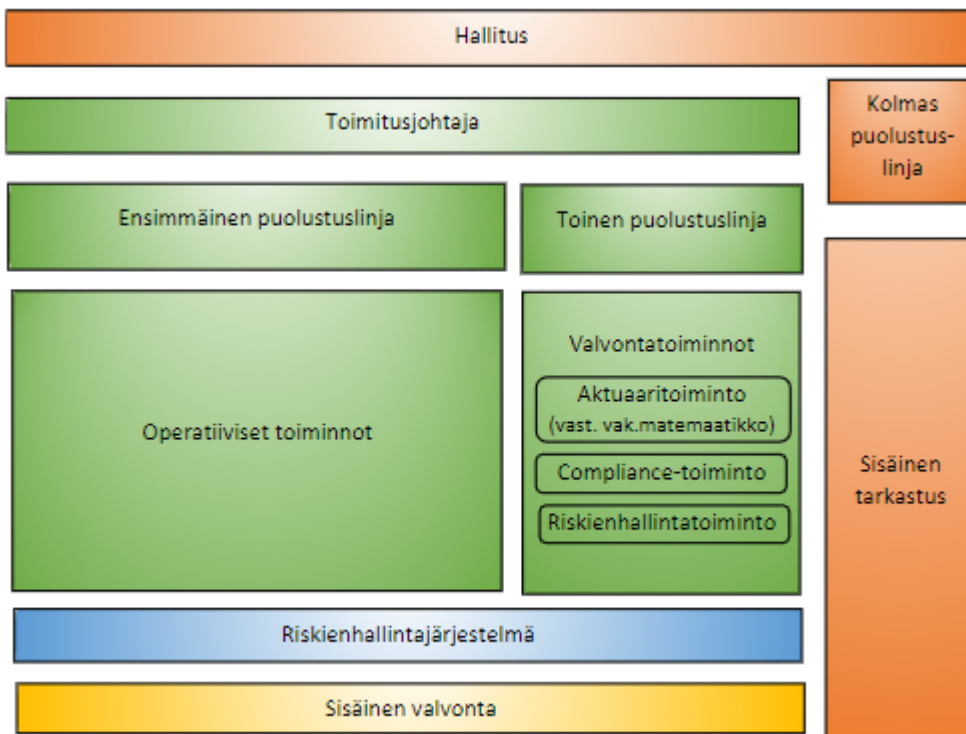 Hallitus
Toimitusjohtaja
Kolmas
puolustus-
linja
Ensimmäinen puolustuslinja
Toinen puolustuslinja
Operatiiviset toiminnot
Valvontatoiminnot
Aktuaaritoiminto
(vast. vak.matemaatikko)
Compliance-toiminto
Riskienhallintatoiminto
Sisäinen
tarkastus
Riskienhallintajärjestelmä
Sisäinen valvonta